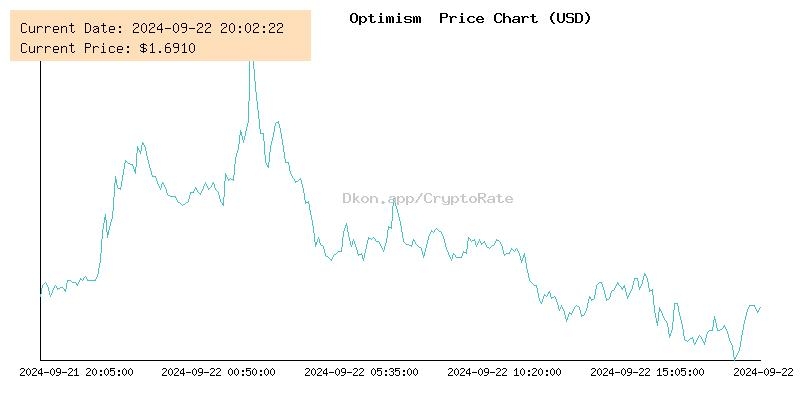 Optimism  Price Chart (USD)
Current Date: 2024-09-22 20:02:22
Current Price: $1.6910
Dkon.app/CryptoRate
2024-09-21 20:05:00 2024-09-22 00:50:00 2024-09-22 05:35:00 2024-09-22 10:20:00 2024-09-22 15:05:00 2024-09-22